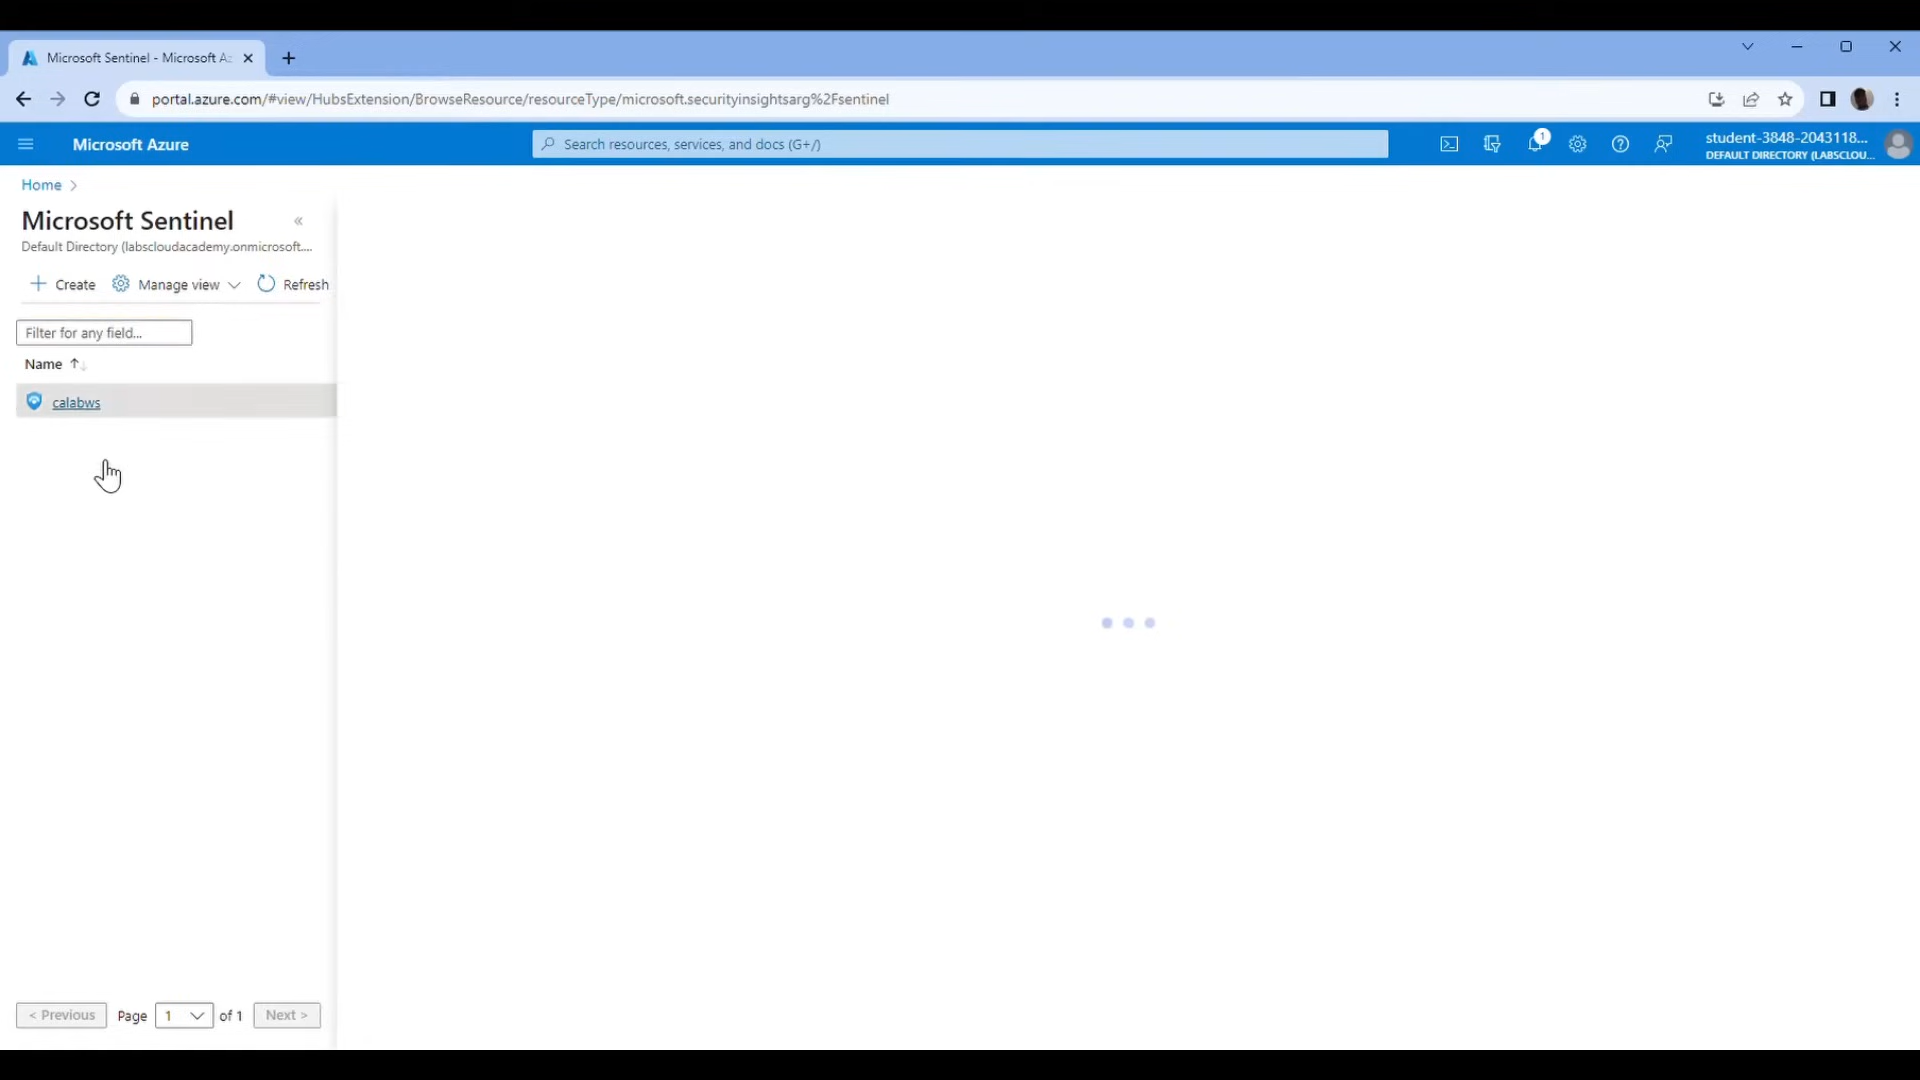 Microsoft Sentinel - Microsoft Az
portal.azure.com/#view/HubsExtension/BrowseResource/resourceType/microsoft.securityinsightsarg%2Fsentinel
Microsoft Azure
Search resources, services, and docs (G+/)
1
student-3848-2043118...
DEFAULT DIRECTORY (LABSCLOU...
Home
Microsoft Sentinel
Default Directory (labscloudacademy.onmicrosoft....
Create
Manage view
Refresh
Filter for any field...
Name
calabws
< Previous
Page
1
of 1
Next >